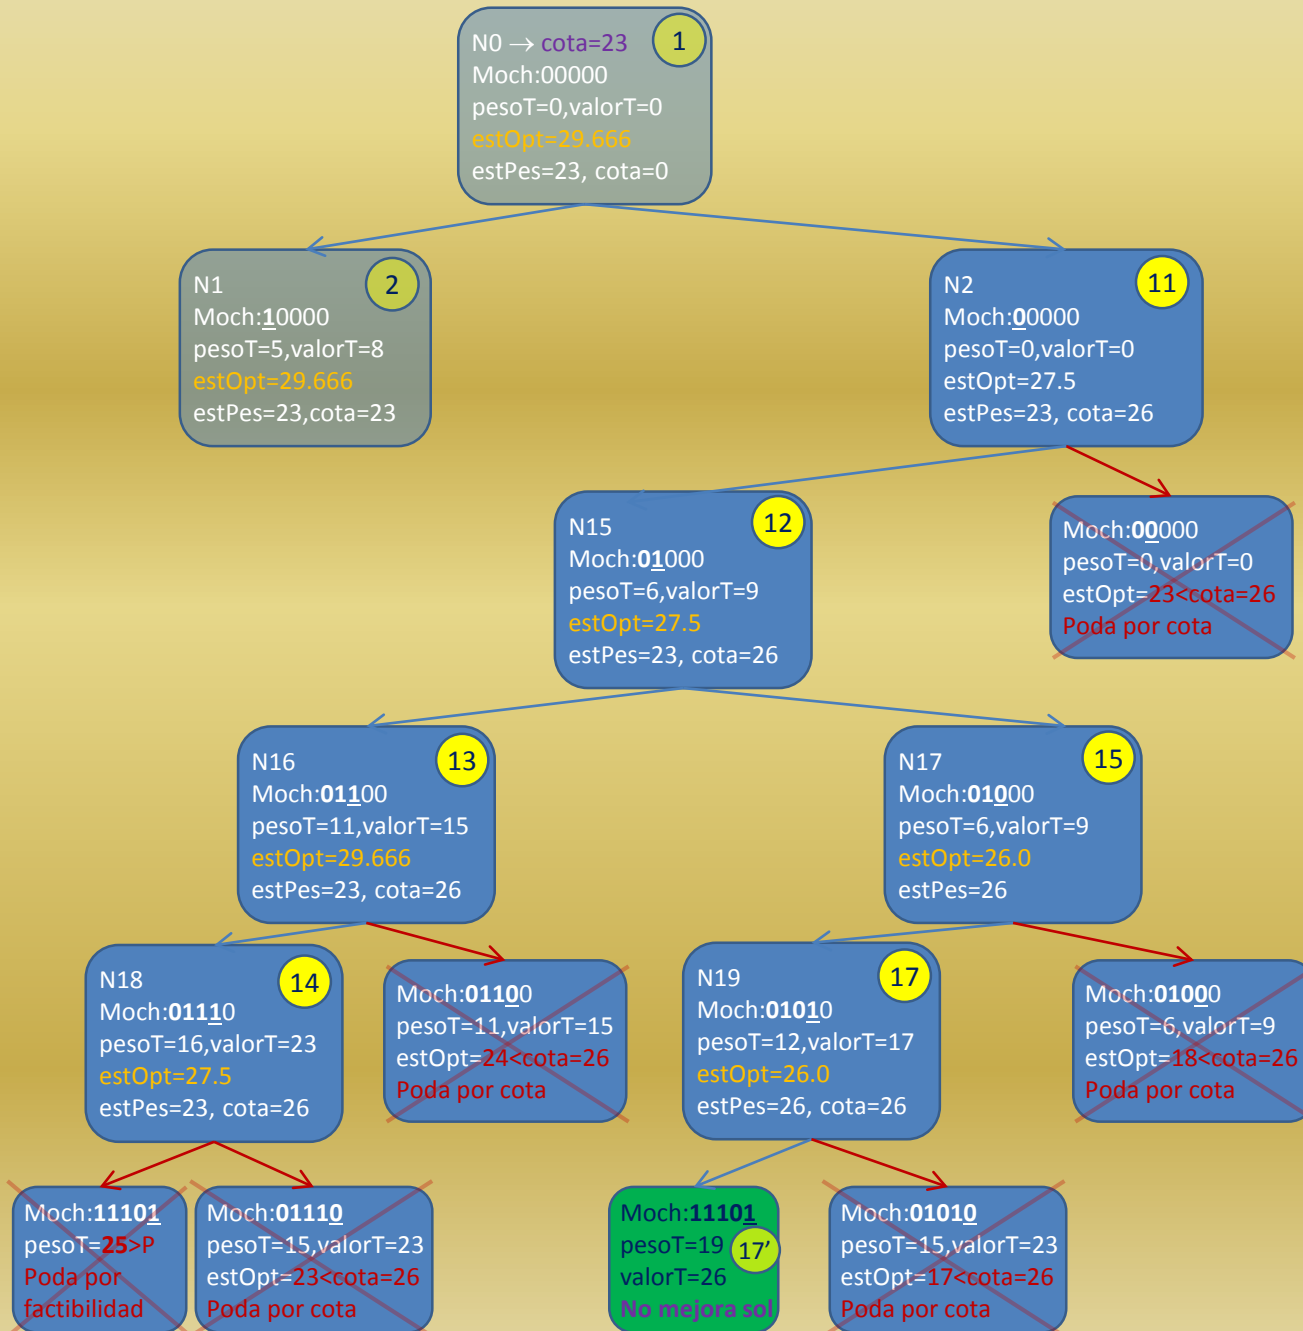 N0 → cota=23
1
Moch:00000
pesoT=0,valorT=0
estOpt=29.666
estPes=23, cota=0
N1
2
Moch:10000
pesoT=5,valorT=8
estOpt=29.666
estPes=23,cota=23
N2
11
Moch:00000
pesoT=0,valorT=0
estOpt=27.5
estPes=23, cota=26
N15
12
Moch:01000
pesoT=6,valorT=9
estOpt=27.5
estPes=23, cota=26
Moch:00000
pesoT=0,valorT=0
estOpt=23<cota=26
Poda por cota
N16
13
Moch:01100
pesoT=11,valorT=15
estOpt=29.666
estPes=23, cota=26
N17
15
Moch:01000
pesoT=6,valorT=9
estOpt=26.0
estPes=26
N18
14
Moch:01110
pesoT=16,valorT=23
estOpt=27.5
estPes=23, cota=26
Moch:01100
pesoT=11,valorT=15
estOpt=24<cota=26
Poda por cota
N19
17
Moch:01010
pesoT=12,valorT=17
estOpt=26.0
estPes=26, cota=26
Moch:01000
pesoT=6,valorT=9
estOpt=18<cota=26
Poda por cota
Moch:11101
pesoT=25>P
Poda por
factibilidad
Moch:01110
pesoT=15,valorT=23
estOpt=23<cota=26
Poda por cota
Moch:11101
pesoT=19
17'
valorT=26
No mejora sol
Moch:01010
pesoT=15,valorT=23
estOpt=17<cota=26
Poda por cota